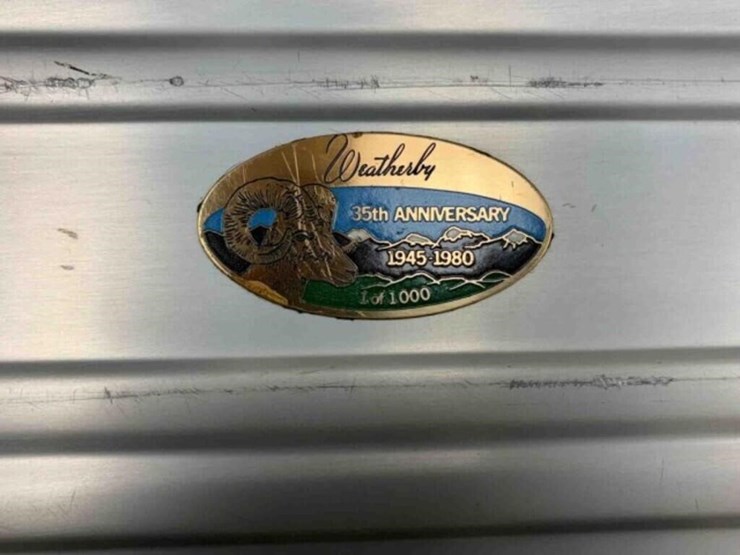 Weatherby
35th ANNIVERSARY
1945-1980
1 of 1000